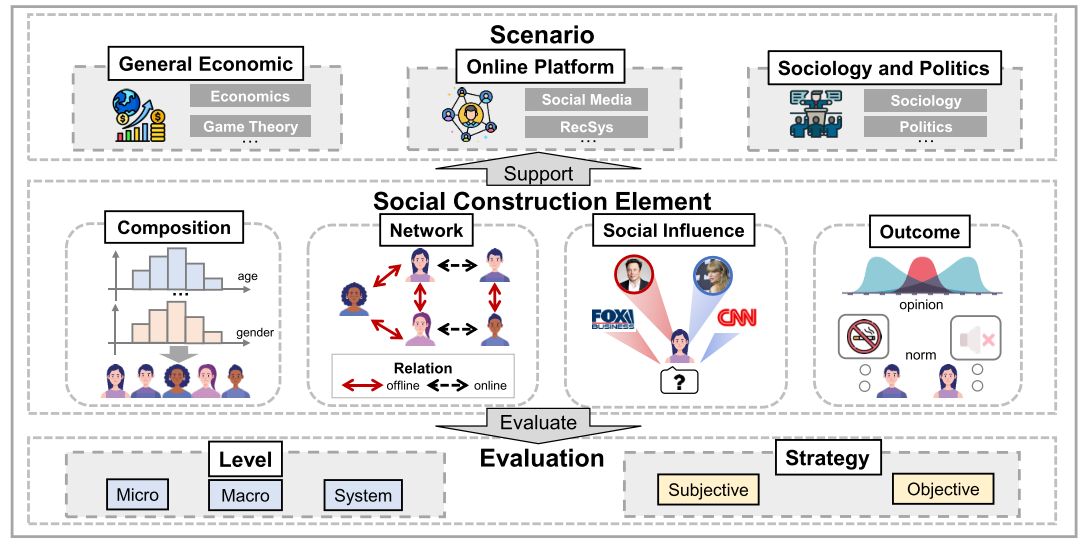 Scenario
General Economic
Economics
Game Theory
...
Online Platform
Social Media
RecSys
...
Sociology and Politics
Sociology
Politics
...
Support
Social Construction Element
Composition
age
...
gender
Network
Relation
offline
online
Social Influence
FOX
BUSINESS
CNN
?
Outcome
opinion
norm
Evaluate
Evaluation
Level
Micro
Macro
System
Strategy
Subjective
Objective